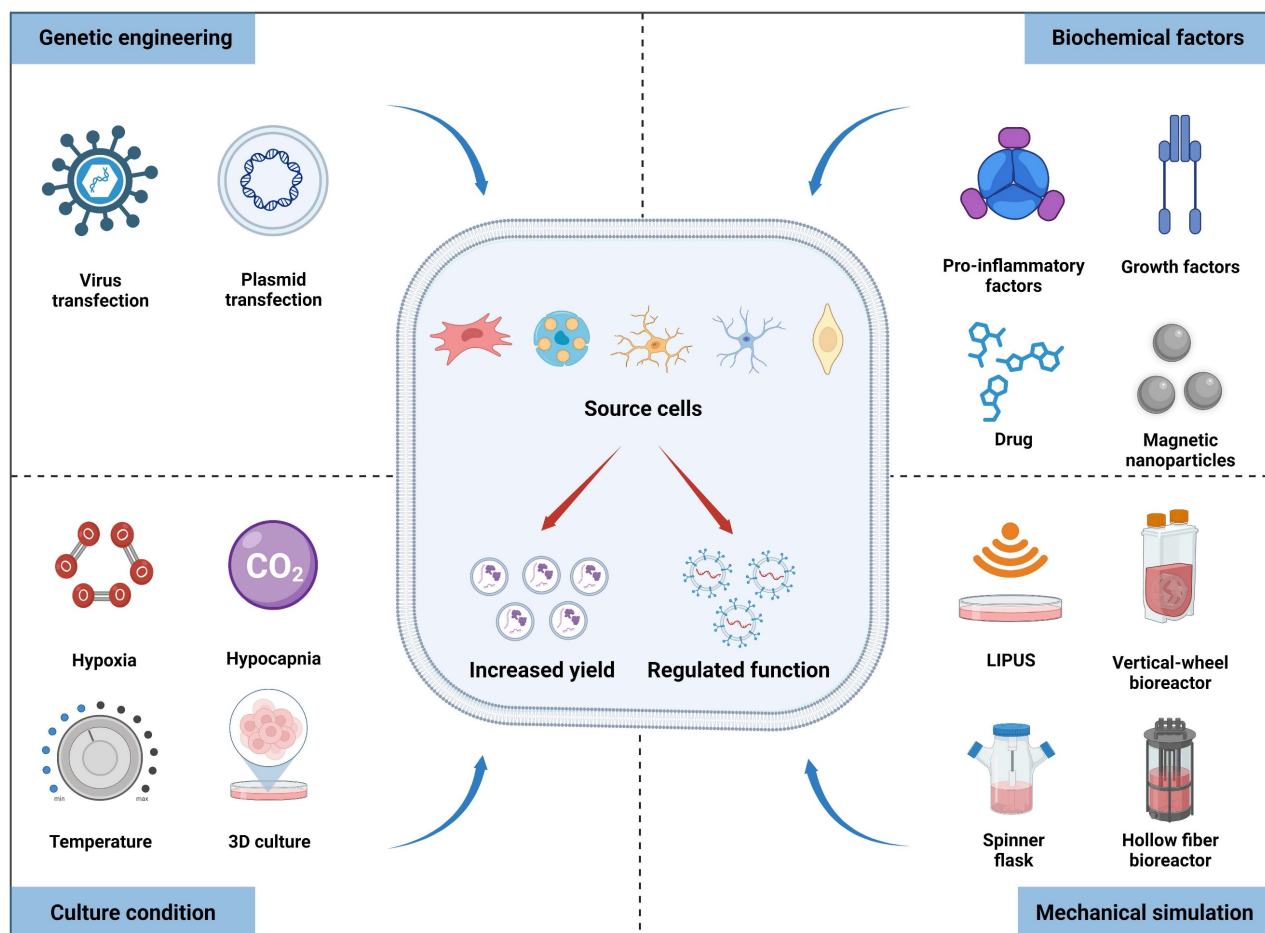 Genetic engineering
Biochemical factors
Virus
transfection
Plasmid
transfection
Pro-inflammatory
factors
Growth factors
Drug
Magnetic
nanoparticles
Source cells
Increased yield
Regulated function
O O
O O
O O
CO₂
Hypoxia
Hypocapnia
min
max
Temperature
3D culture
LIPUS
Vertical-wheel
bioreactor
Spinner
flask
Hollow fiber
bioreactor
Culture condition
Mechanical simulation